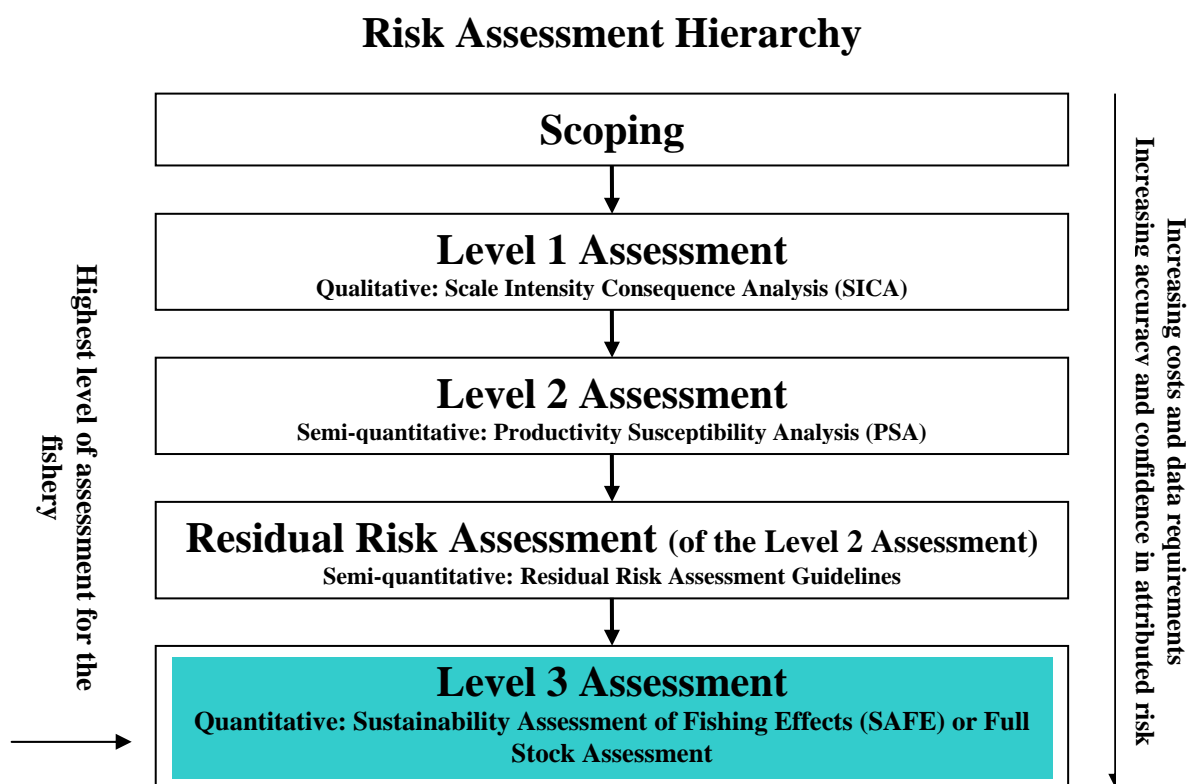 Risk Assessment Hierarchy
Scoping
Level 1 Assessment
Qualitative: Scale Intensity Consequence Analysis (SICA)
Level 2 Assessment
Semi-quantitative: Productivity Susceptibility Analysis (PSA)
Residual Risk Assessment (of the Level 2 Assessment)
Semi-quantitative: Residual Risk Assessment Guidelines
Level 3 Assessment
Quantitative: Sustainability Assessment of Fishing Effects (SAFE) or Full
Stock Assessment
Highest level of assessment for the
fishery
Increasing costs and data requirements
Increasing accuracy and confidence in attributed risk